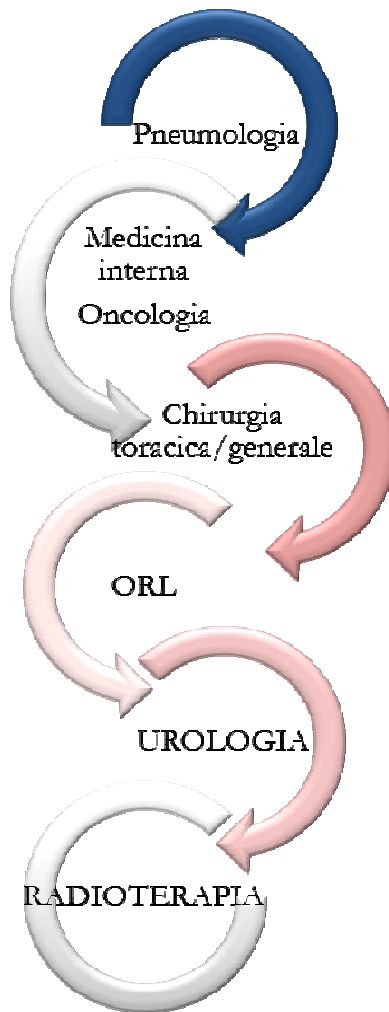 Pneumologia
Medicina
interna
Oncologia
Chirurgia
toracica/generale
ORL
UROLOGIA
RADIOTERAPIA